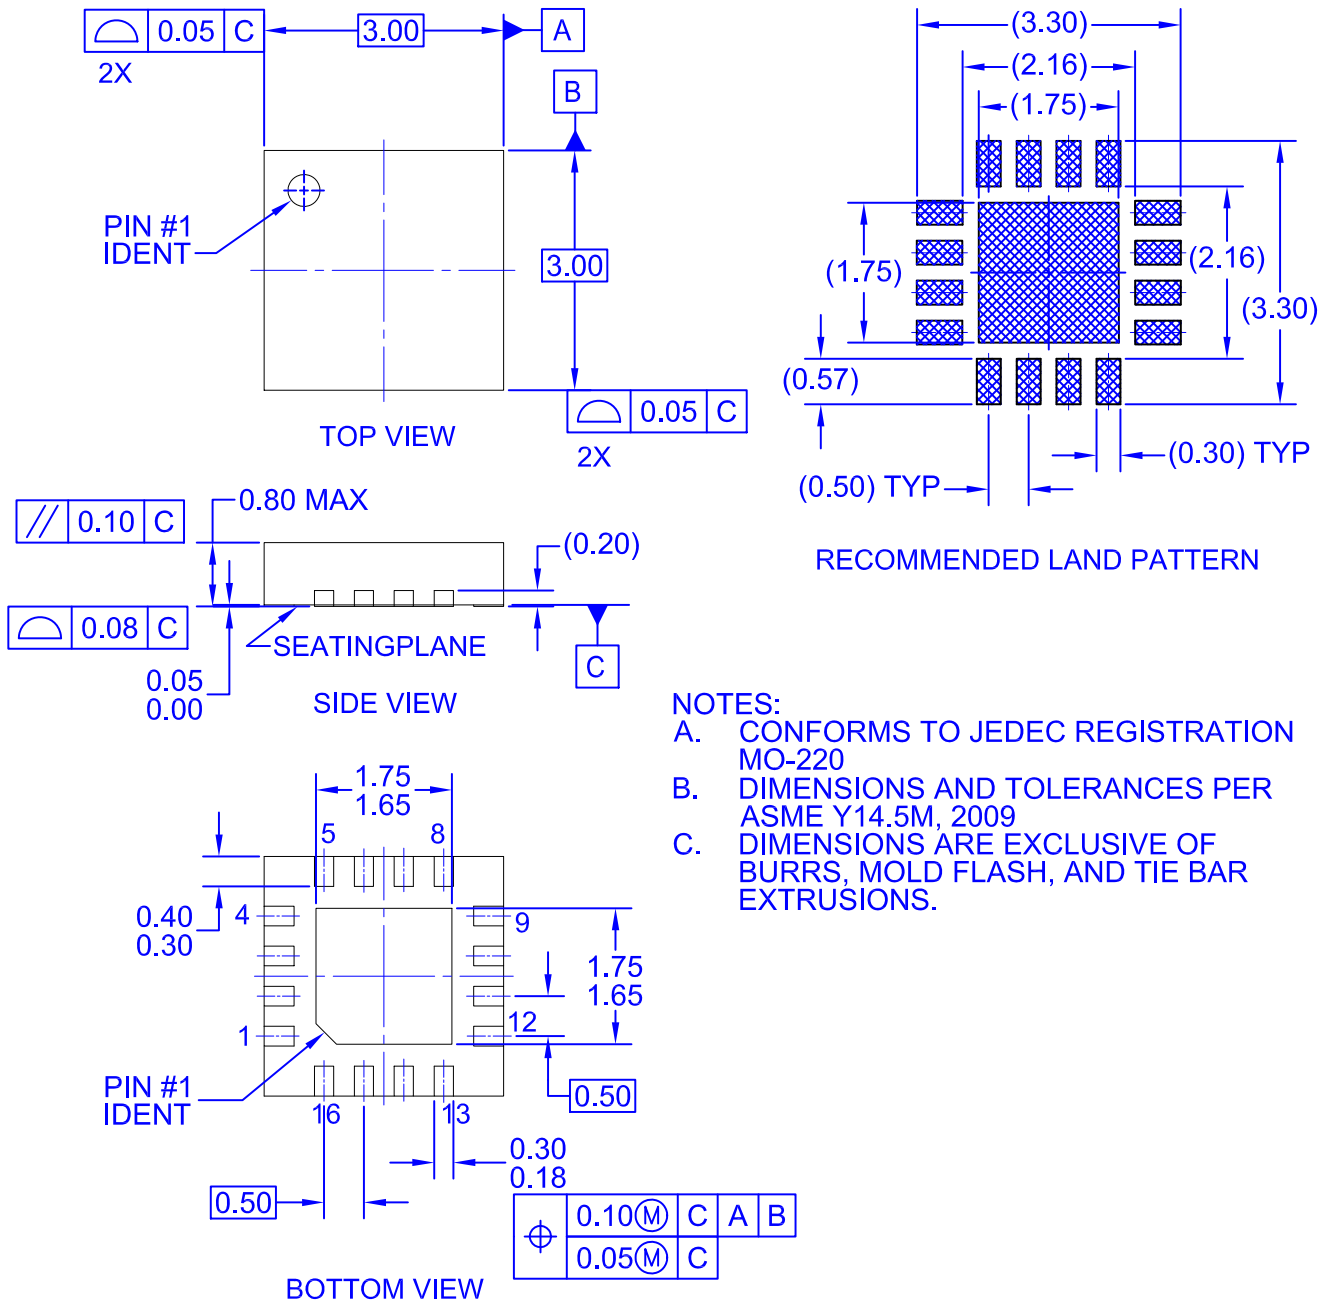 0.05 C
3.00
A
2X
B
PIN #1
IDENT
3.00
0.05 C
2X
TOP VIEW
(3.30)
(2.16)
(1.75)
(1.75)
(2.16)
(3.30)
(0.57)
(0.50) TYP
(0.30) TYP
RECOMMENDED LAND PATTERN
// 0.10 C
0.80 MAX
(0.20)
0.08 C
SEATINGPLANE
C
0.05
0.00
SIDE VIEW
NOTES:
A. CONFORMS TO JEDEC REGISTRATION
MO-220
B. DIMENSIONS AND TOLERANCES PER
ASME Y14.5M, 2009
C. DIMENSIONS ARE EXCLUSIVE OF
BURRS, MOLD FLASH, AND TIE BAR
EXTRUSIONS.
1.75
1.65
5
8
0.40
0.30
4
9
1.75
1.65
1
12
PIN #1
IDENT
16
13
0.50
0.50
0.30
0.18
0.10Ⓜ C A B
0.05Ⓜ C
BOTTOM VIEW